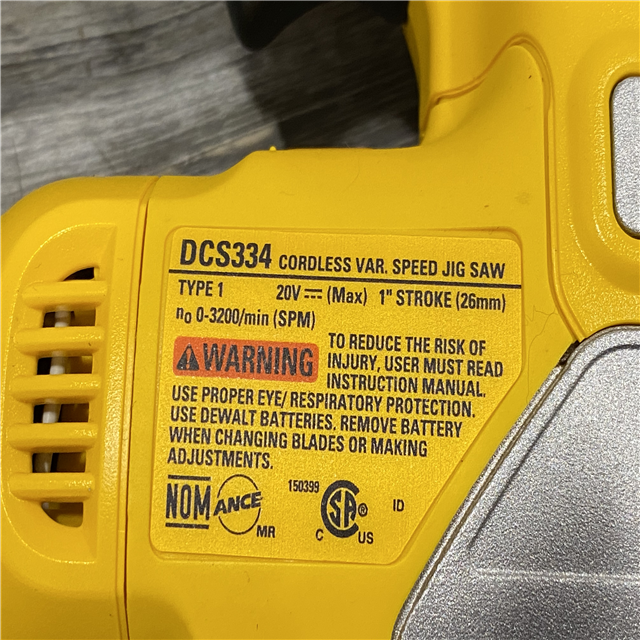 DCS334 CORDLESS VAR. SPEED JIG SAW
TYPE 1 20V⎓ (Max) 1" STROKE (26mm)
n₀ 0-3200/min (SPM)
⚠WARNING
TO REDUCE THE RISK OF
INJURY, USER MUST READ
INSTRUCTION MANUAL.
USE PROPER EYE/ RESPIRATORY PROTECTION.
USE DEWALT BATTERIES. REMOVE BATTERY
WHEN CHANGING BLADES OR MAKING
ADJUSTMENTS.
NOM ANCE MR
150399
C SA® US
ID